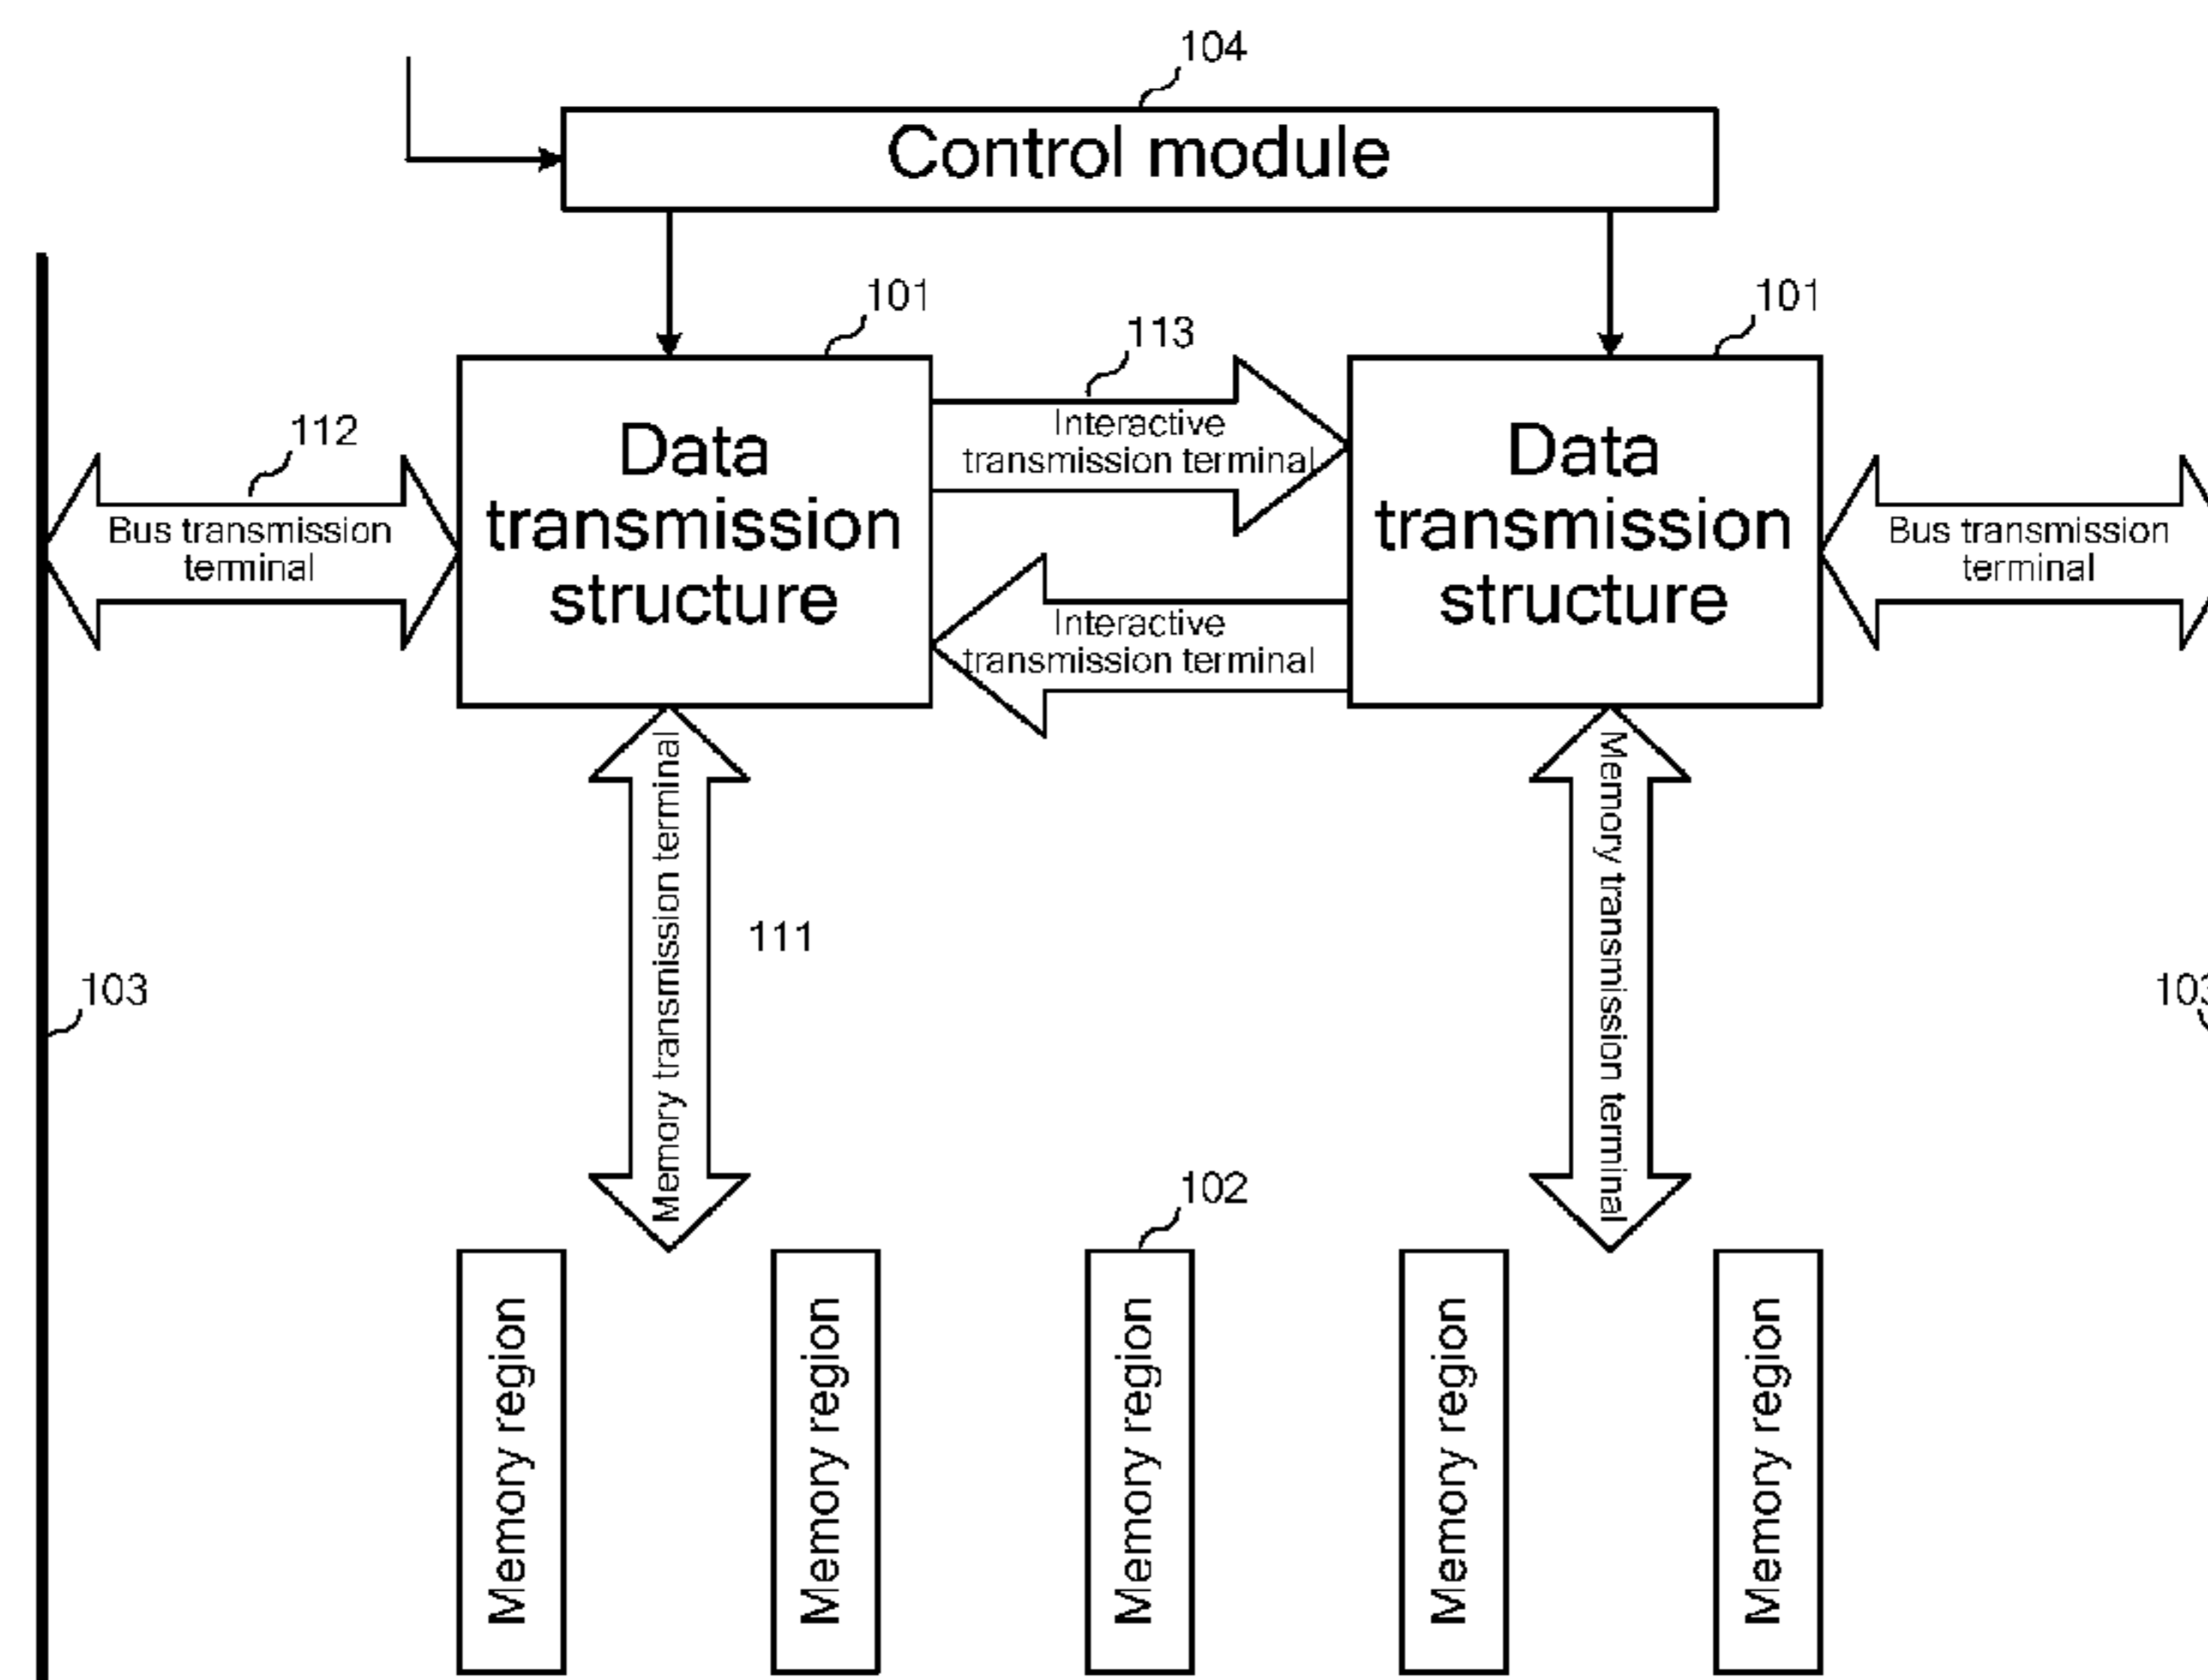 104
Control module
101
101
113
112
Data
transmission
structure
Interactive
transmission terminal
Data
transmission
structure
Bus transmission
terminal
Bus transmission
terminal
Interactive
transmission terminal
Memory transmission terminal
111
Memory transmission terminal
103
103
102
Memory region
Memory region
Memory region
Memory region
Memory region